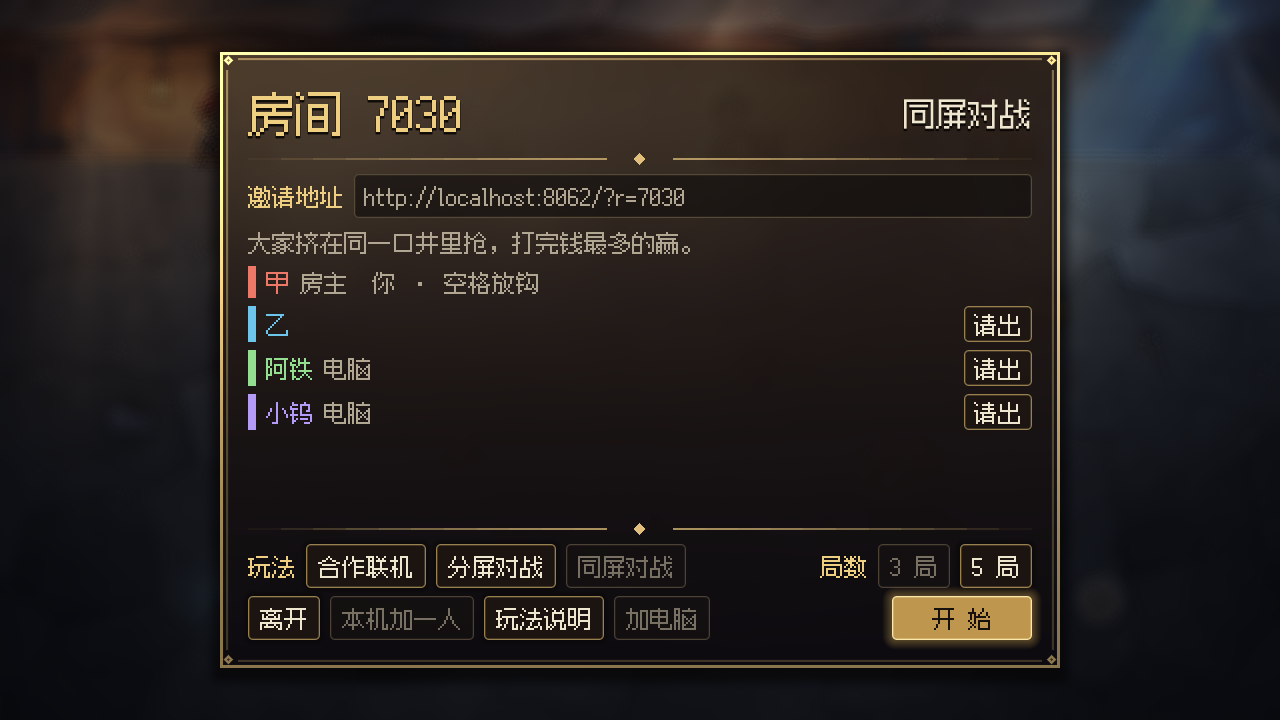 房间 7030 同屏对战
邀请地址 http://localhost:8062/?r=7030
大家挤在同一口井里抢，打完钱最多的赢。
甲 房主 你 · 空格放钩
乙 请出
阿铁 电脑 请出
小钨 电脑 请出
玩法 合作联机 分屏对战 同屏对战 局数 3 局 5 局
离开 本机加一人 玩法说明 加电脑 开 始